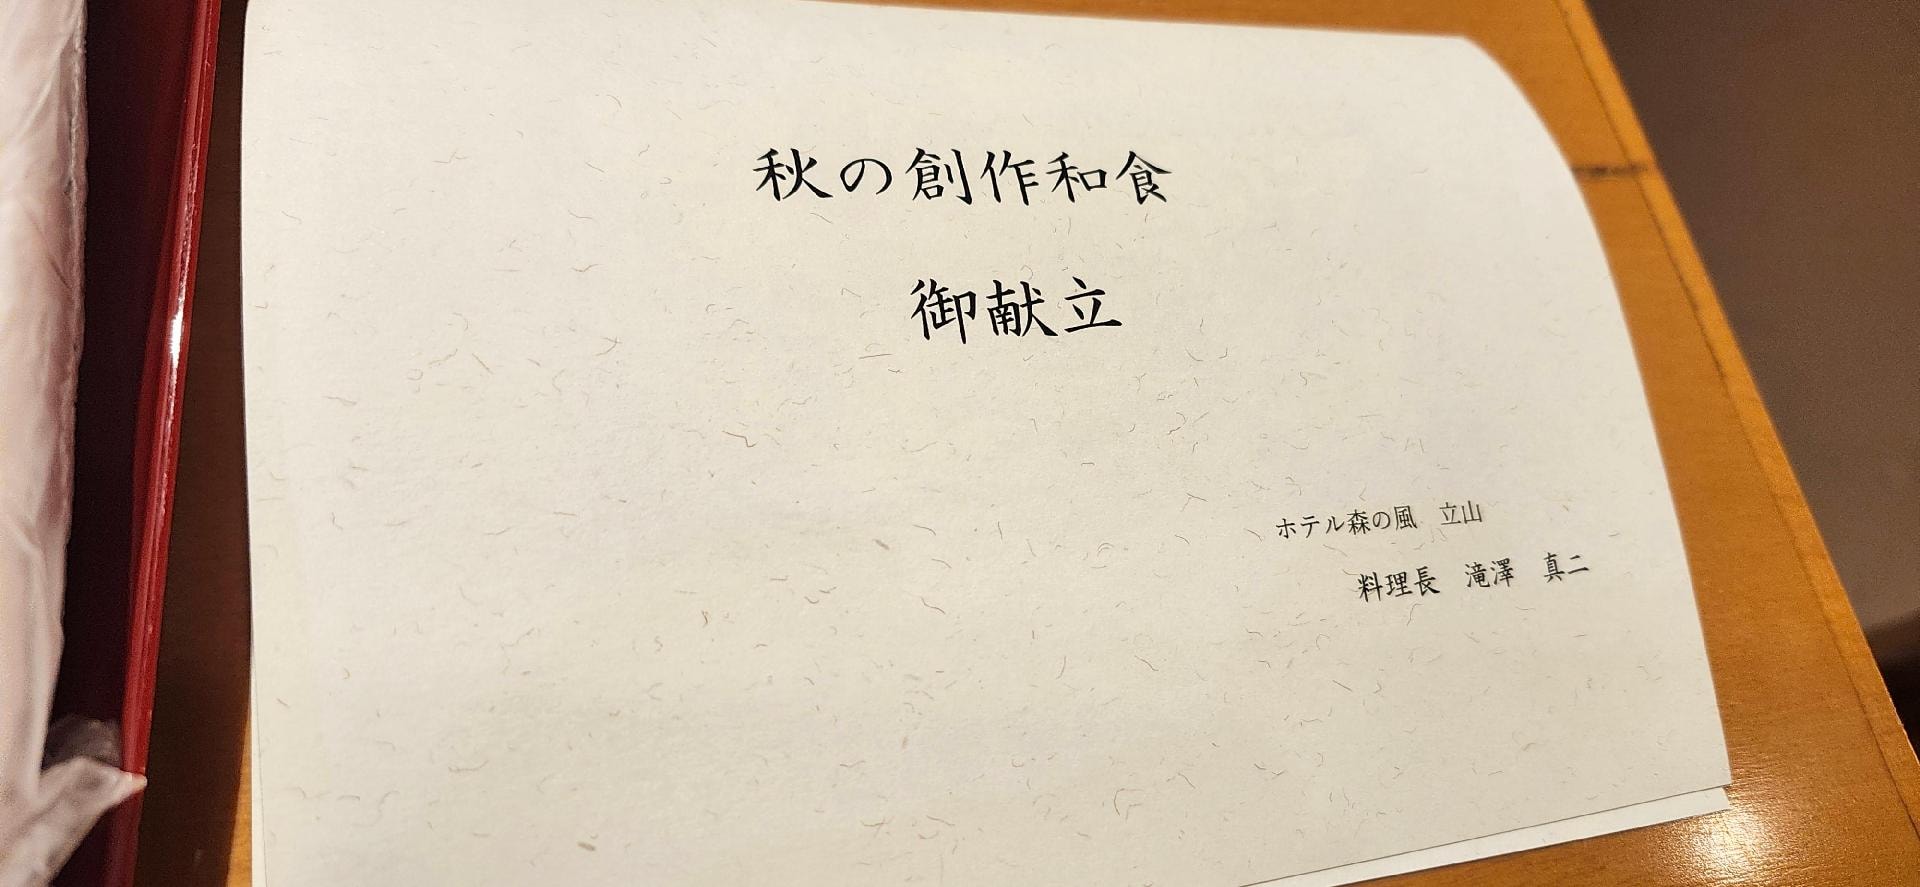 秋の創作和食
御献立
ホテル森の風　立山
料理長　滝澤　真二